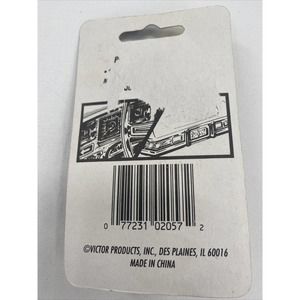 0 77231 02057 2
©VICTOR PRODUCTS, INC., DES PLAINES, IL 60016
MADE IN CHINA